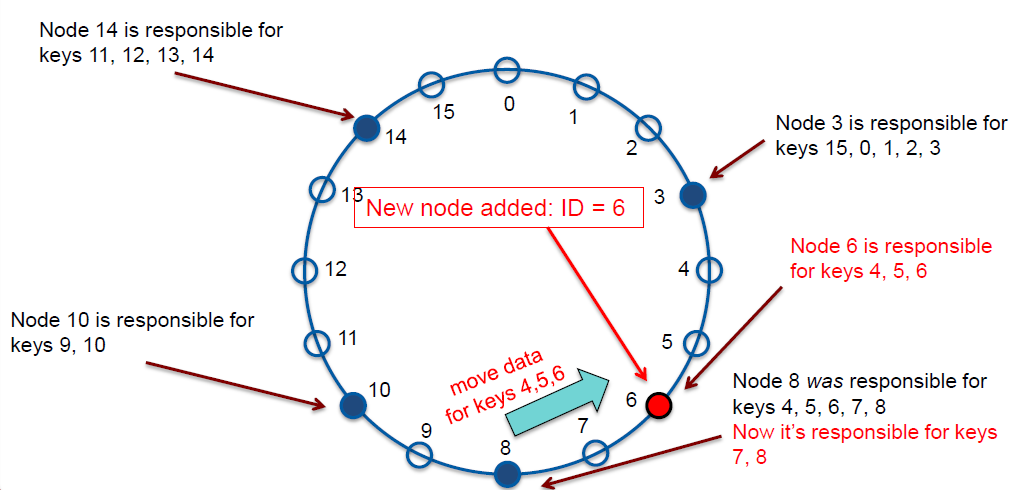 Node 14 is responsible for
keys 11, 12, 13, 14
15
0
1
14
2
Node 3 is responsible for
keys 15, 0, 1, 2, 3
13
New node added: ID = 6
3
Node 6 is responsible
for keys 4, 5, 6
12
4
Node 10 is responsible for
keys 9, 10
11
5
move data
for keys 4,5,6
10
6
Node 8 was responsible for
keys 4, 5, 6, 7, 8
Now it's responsible for keys
7, 8
9
8
7